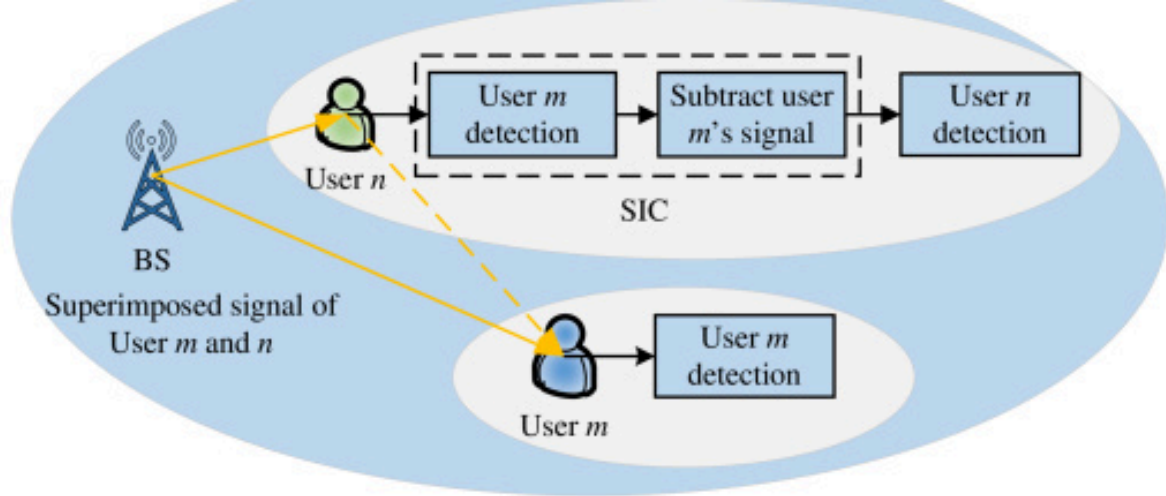 User m
detection
Subtract user
m's signal
User n
detection
User n
SIC
BS
Superimposed signal of
User m and n
User m
detection
User m